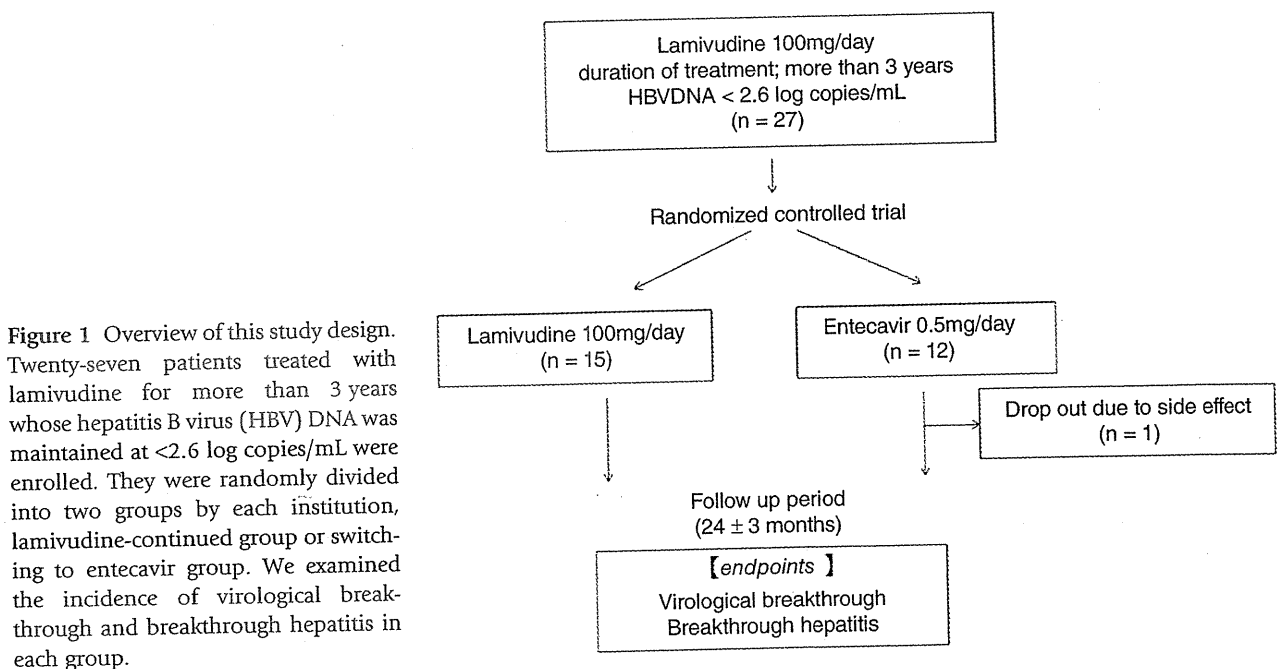 Lamivudine 100mg/day
duration of treatment; more than 3 years
HBVDNA < 2.6 log copies/mL
(n = 27)
Randomized controlled trial
Lamivudine 100mg/day
(n = 15)
Entecavir 0.5mg/day
(n = 12)
Drop out due to side effect
(n = 1)
Follow up period
(24 ± 3 months)
【endpoints 】
Virological breakthrough
Breakthrough hepatitis
Figure 1 Overview of this study design.
Twenty-seven patients treated with
lamivudine for more than 3 years
whose hepatitis B virus (HBV) DNA was
maintained at <2.6 log copies/mL were
enrolled. They were randomly divided
into two groups by each institution,
lamivudine-continued group or switch-
ing to entecavir group. We examined
the incidence of virological break-
through and breakthrough hepatitis in
each group.